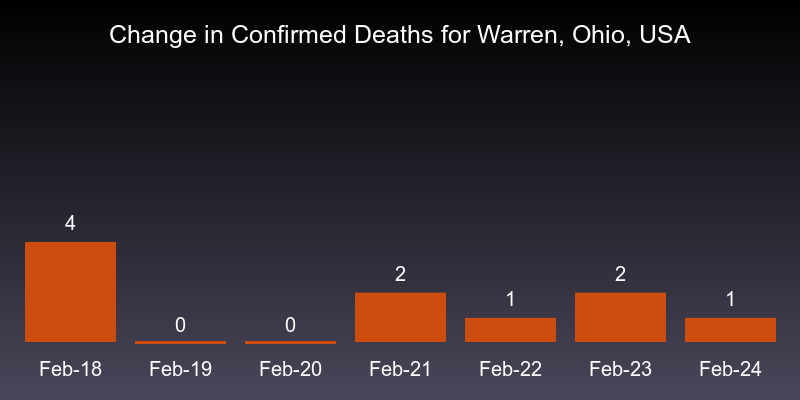 Change in Confirmed Deaths for Warren, Ohio, USA
4
0
0
2
1
2
1
Feb-18
Feb-19
Feb-20
Feb-21
Feb-22
Feb-23
Feb-24